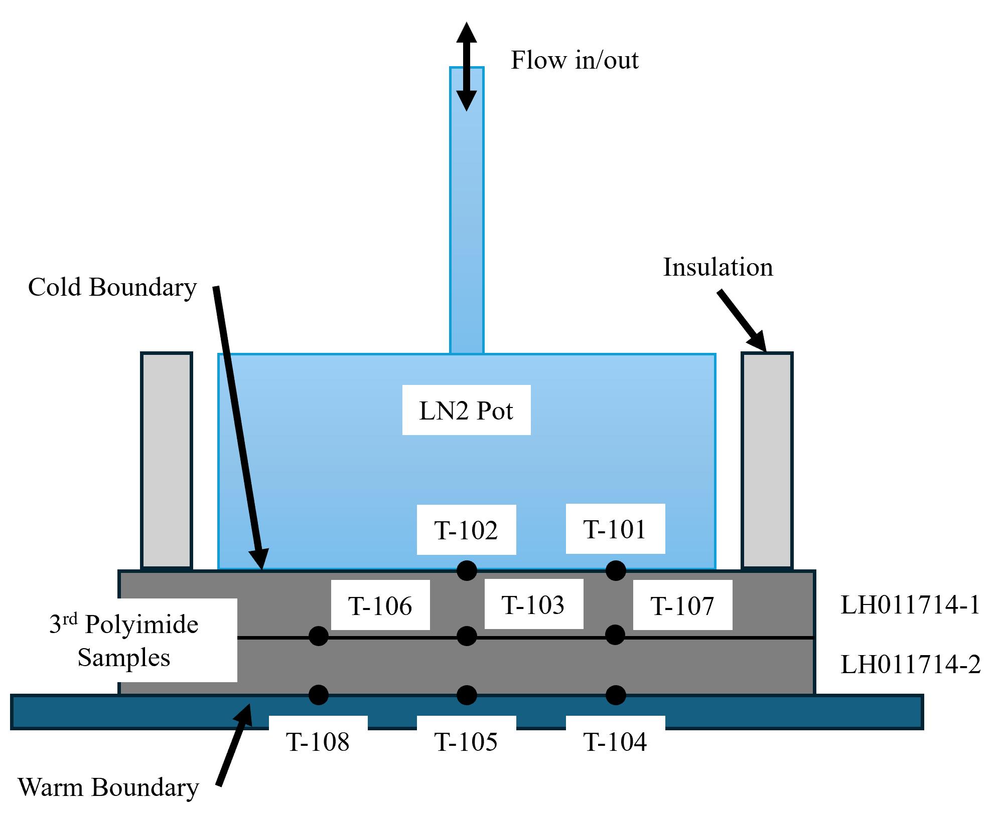 Flow in/out
Insulation
Cold Boundary
LN2 Pot
T-102
T-101
T-106
T-103
T-107
LH011714-1
3rd Polyimide
Samples
LH011714-2
T-108
T-105
T-104
Warm Boundary